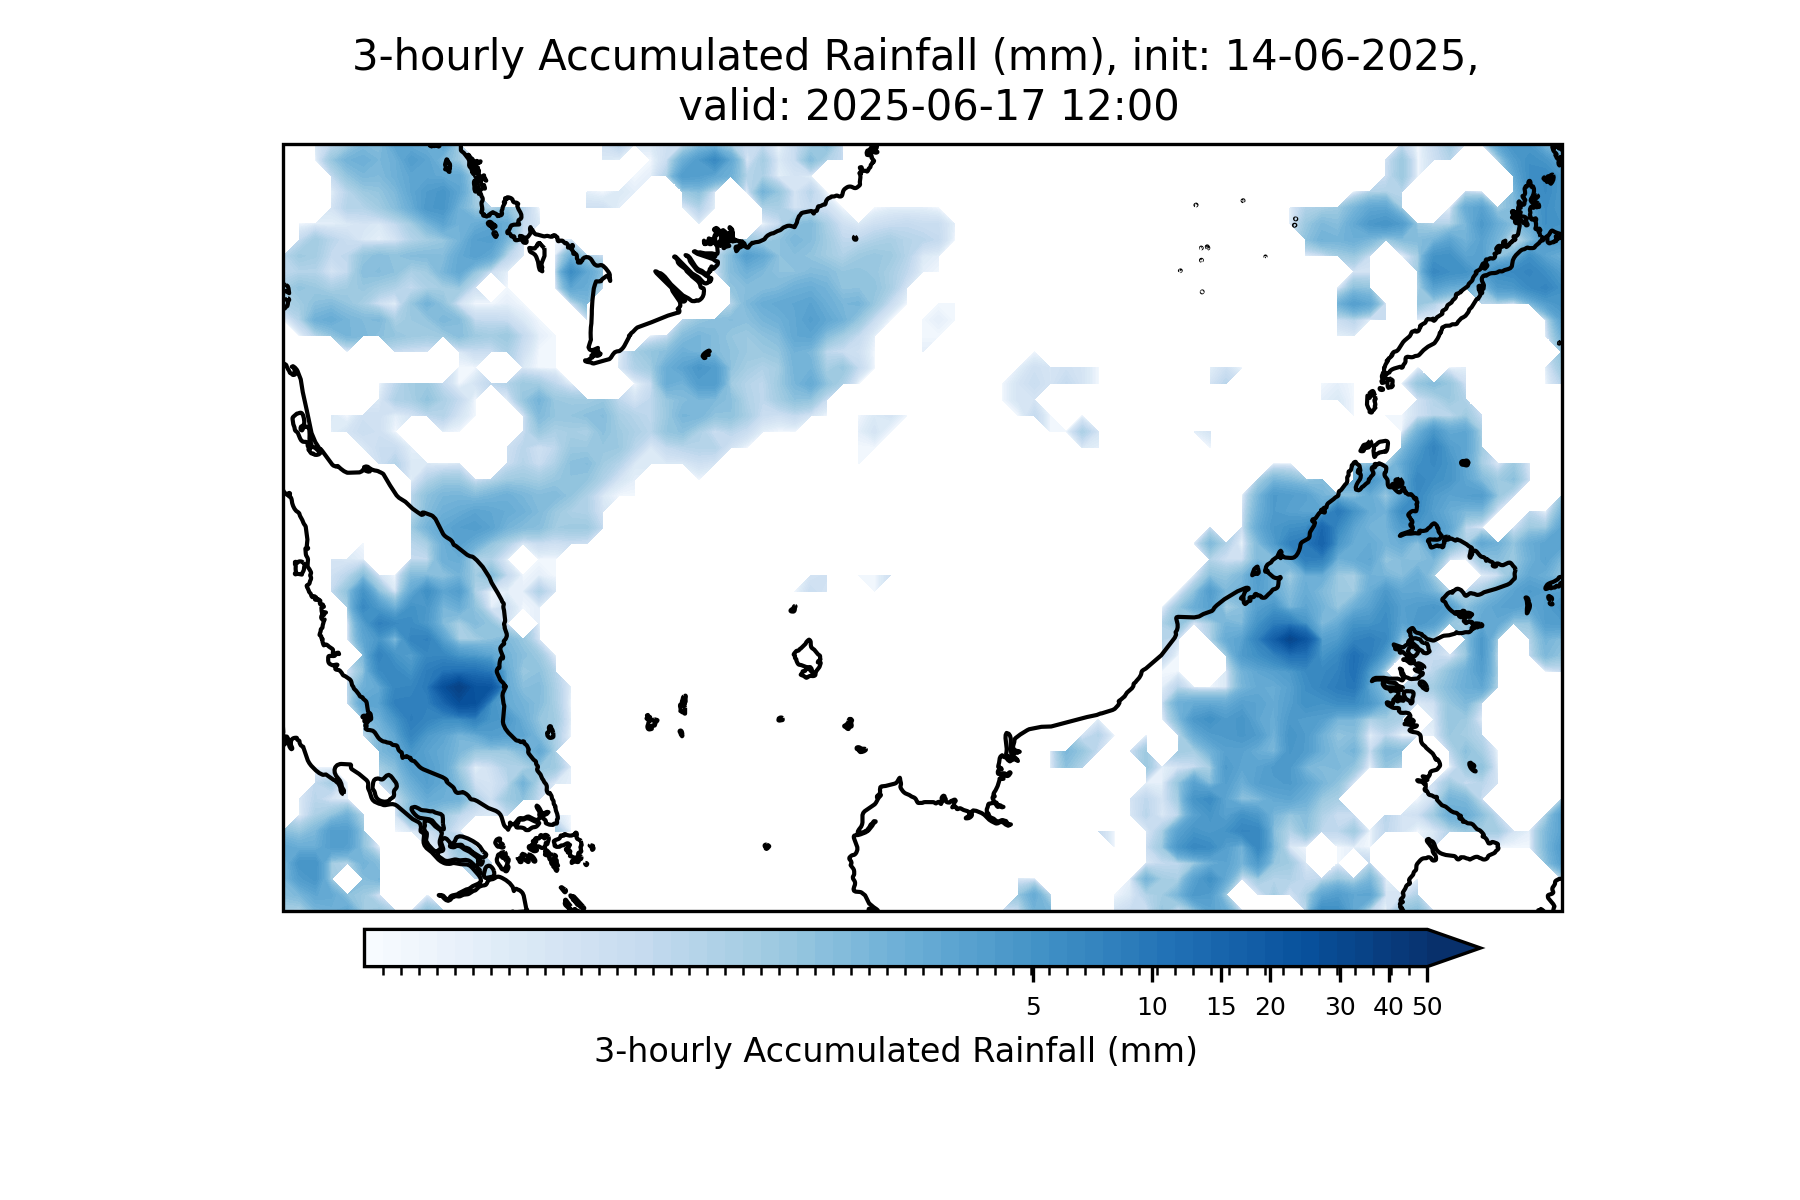 3-hourly Accumulated Rainfall (mm), init: 14-06-2025,
valid: 2025-06-17 12:00
5 10 15 20 30 40 50
3-hourly Accumulated Rainfall (mm)